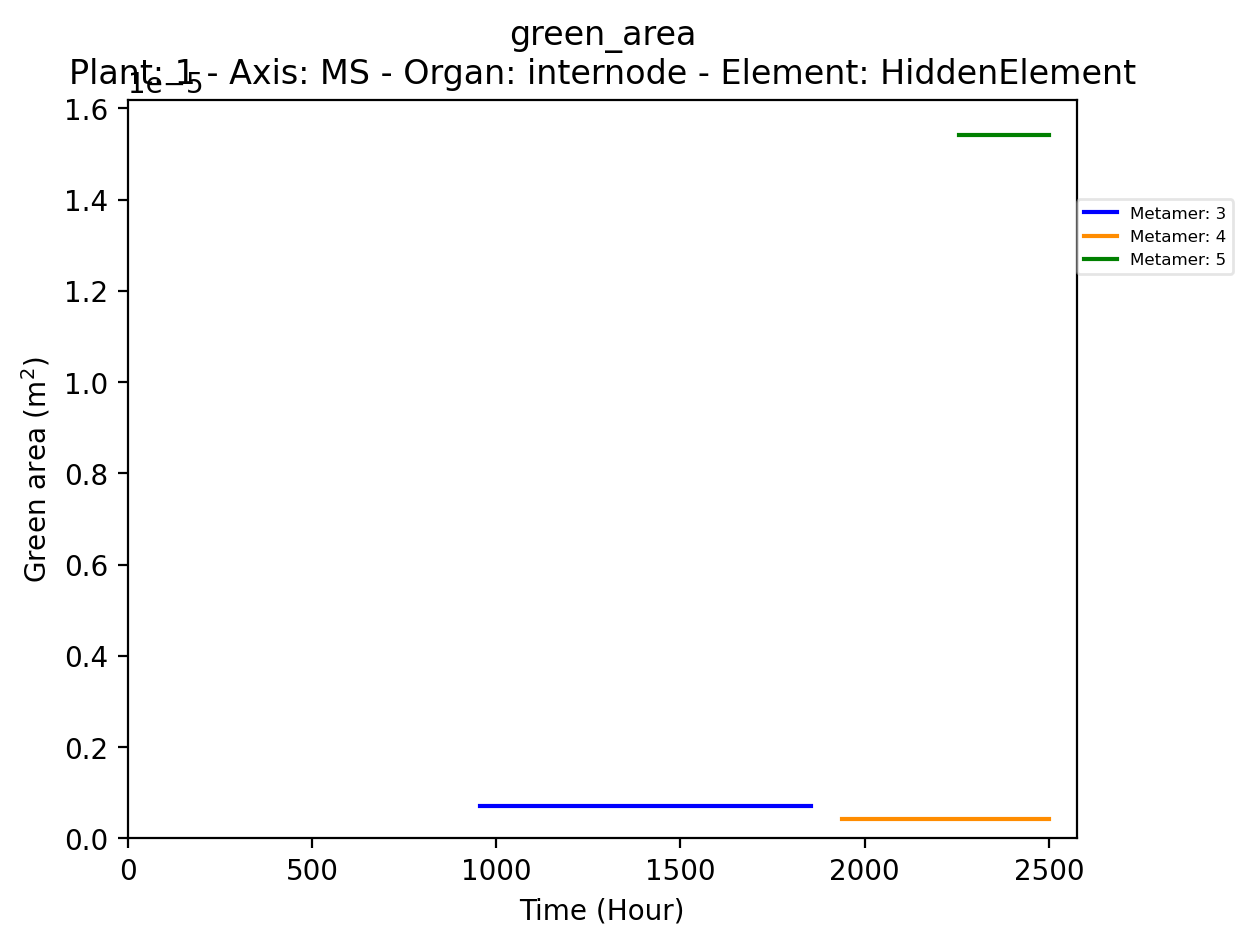 green_area
Plant: 1 - Axis: MS - Organ: internode - Element: HiddenElement
1e−5
1.6
1.4
1.2
1.0
0.8
0.6
0.4
0.2
0.0
Green area (m²)
0 500 1000 1500 2000 2500
Time (Hour)
Metamer: 3
Metamer: 4
Metamer: 5